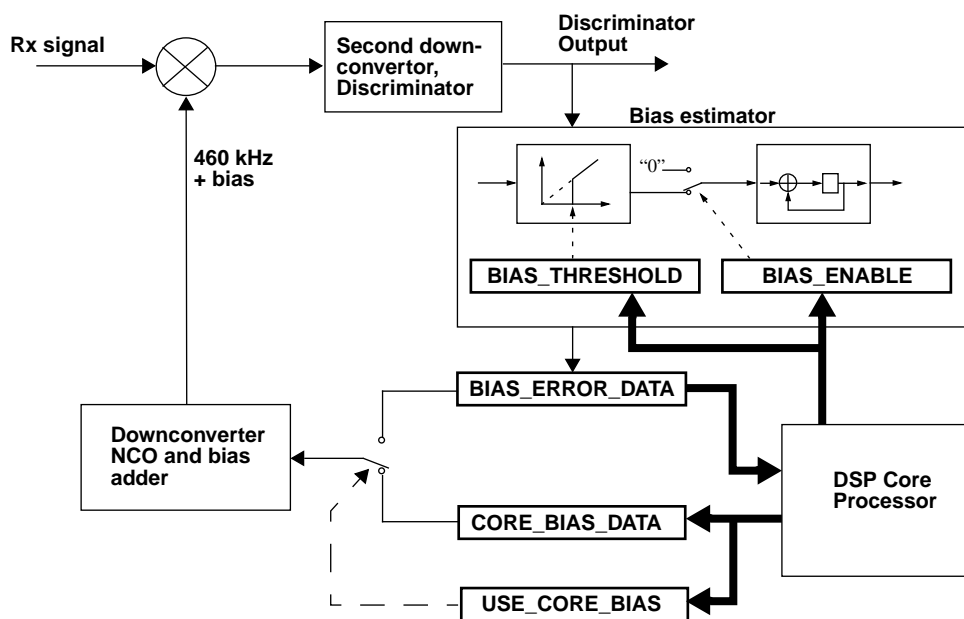 Rx signal
Second down-
convertor,
Discriminator
Discriminator
Output
Bias estimator
460 kHz
+ bias
“0”
BIAS_THRESHOLD
BIAS_ENABLE
BIAS_ERROR_DATA
Downconverter
NCO and bias
adder
DSP Core
Processor
CORE_BIAS_DATA
USE_CORE_BIAS